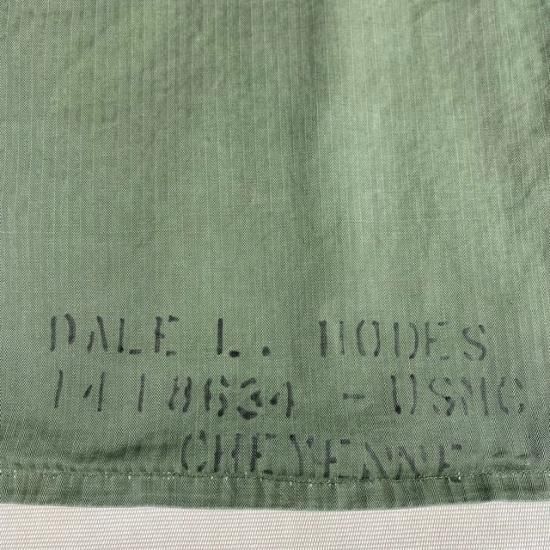 DALE L. HODES
1418634 - USMC
CHEYENNE